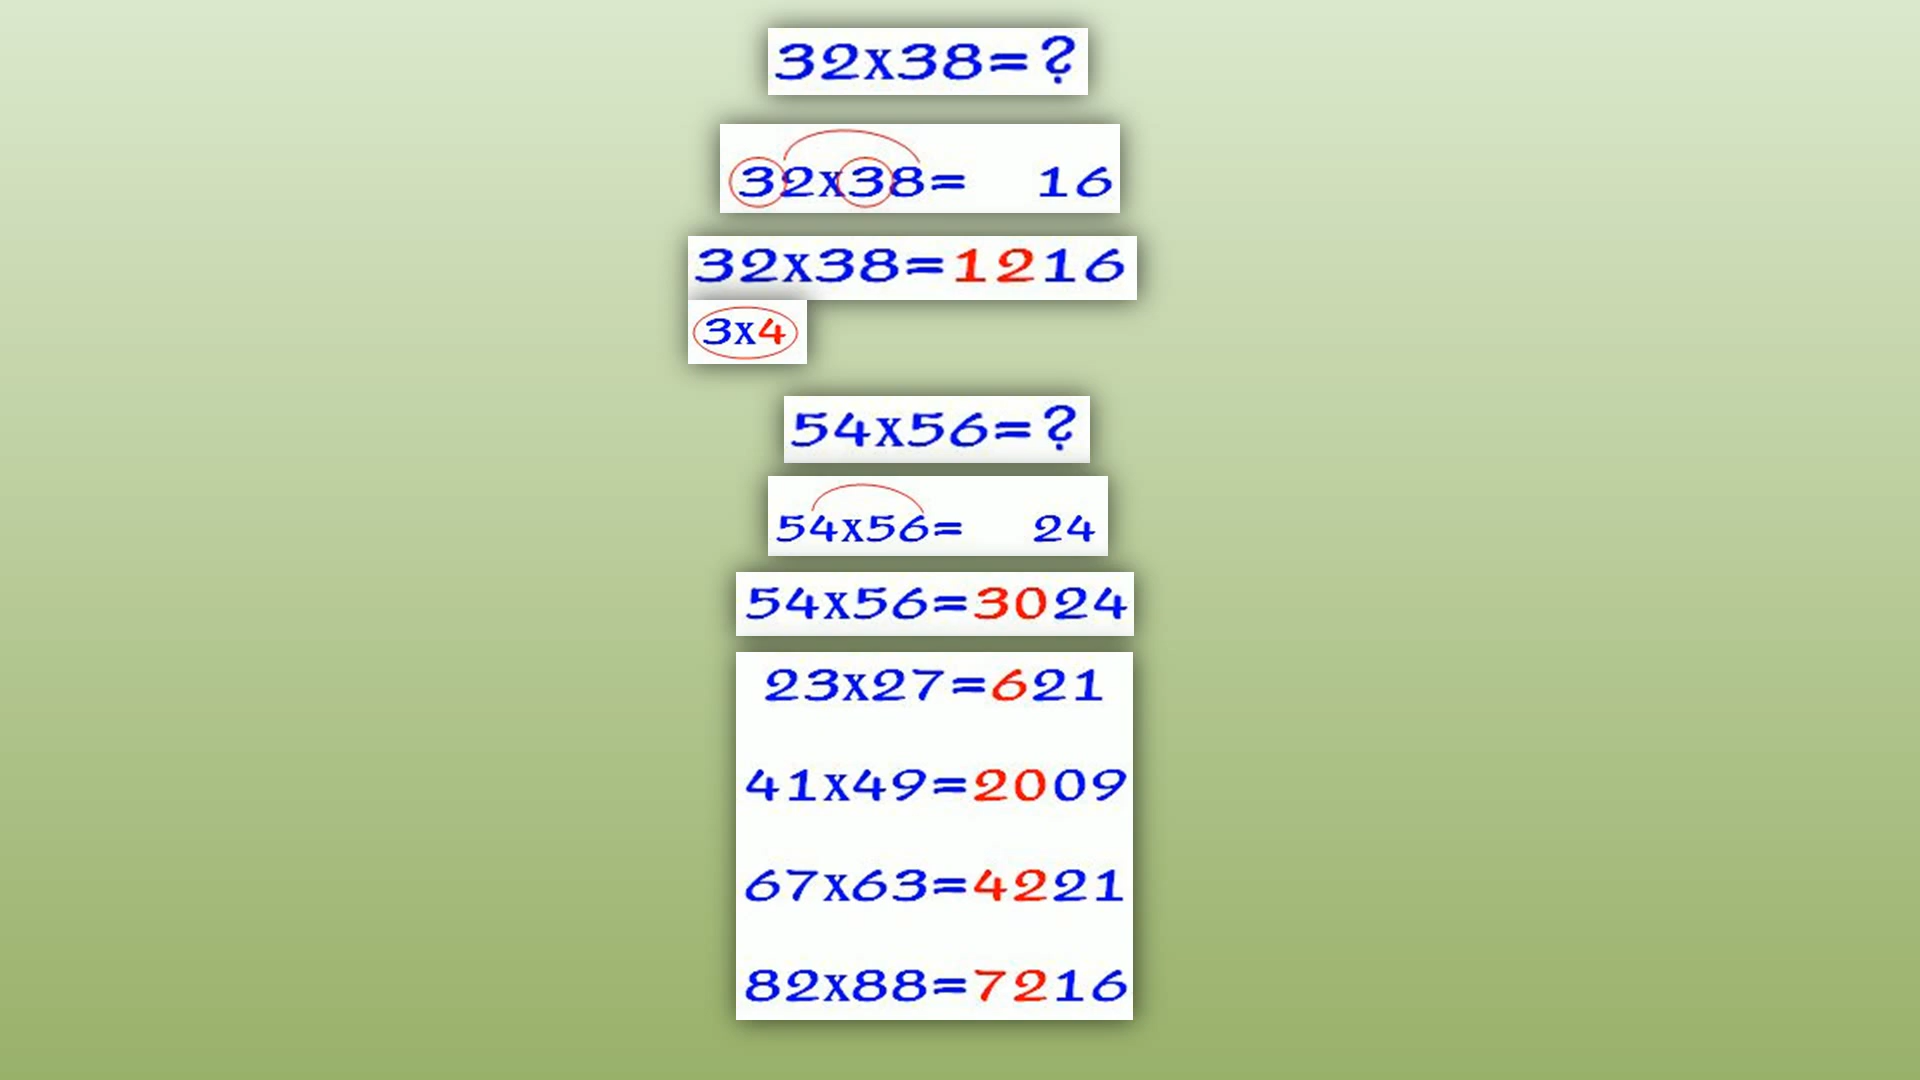 32x38=?
32x38= 16
32x38=1216
3x4
54x56=?
54x56= 24
54x56=3024
23x27=621
41x49=2009
67x63=4221
82x88=7216